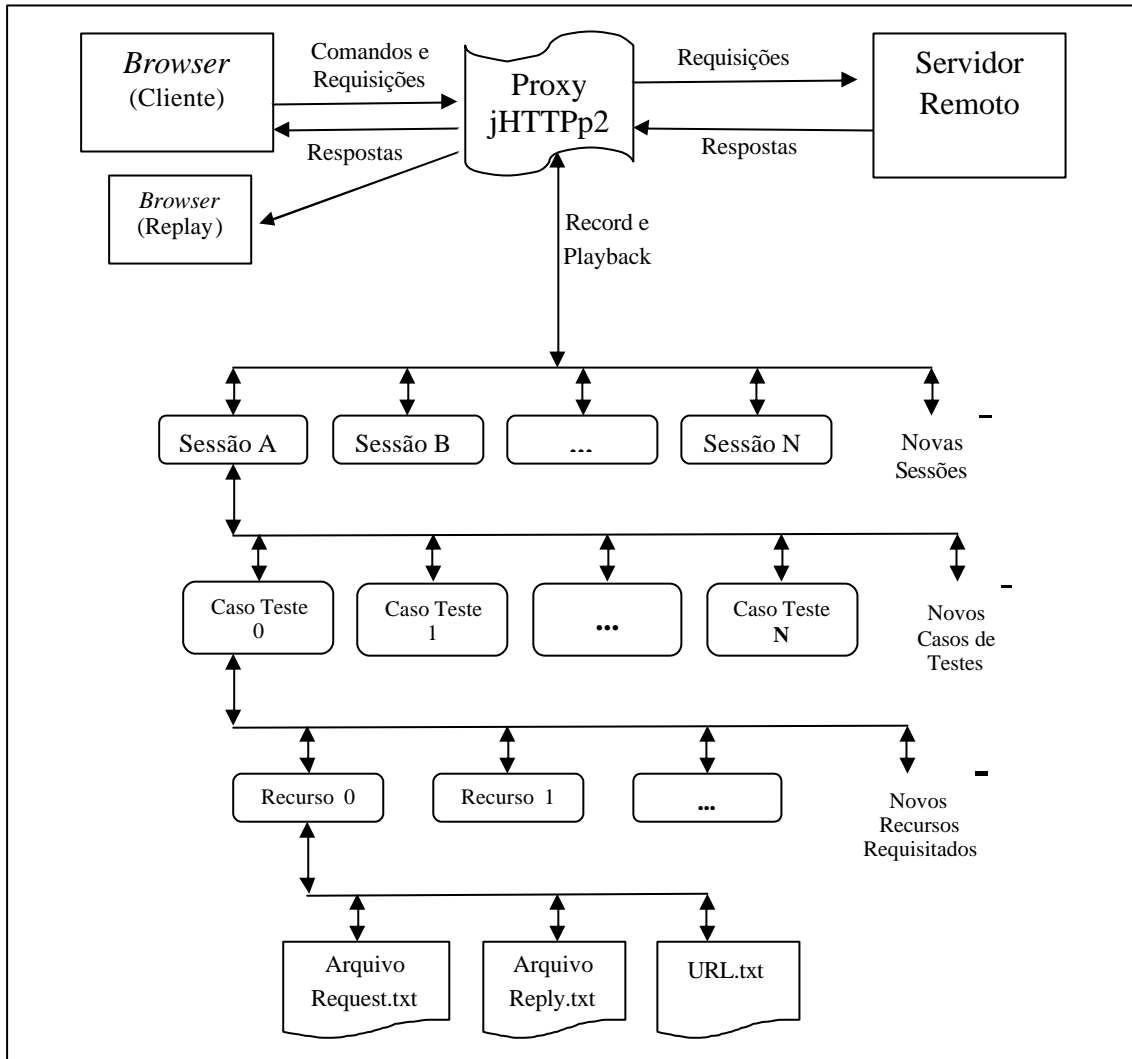 Browser
(Cliente)
Comandos e
Requisições
Proxy
jHTTPp2
Requisições
Servidor
Remoto
Respostas
Respostas
Browser
(Replay)
Record e
Playback
Sessão A
Sessão B
...
Sessão N
Novas
Sessões
Caso Teste
0
Caso Teste
1
...
Caso Teste
N
Novos
Casos de
Testes
Recurso 0
Recurso 1
...
Novos
Recursos
Requisitados
Arquivo
Request.txt
Arquivo
Reply.txt
URL.txt